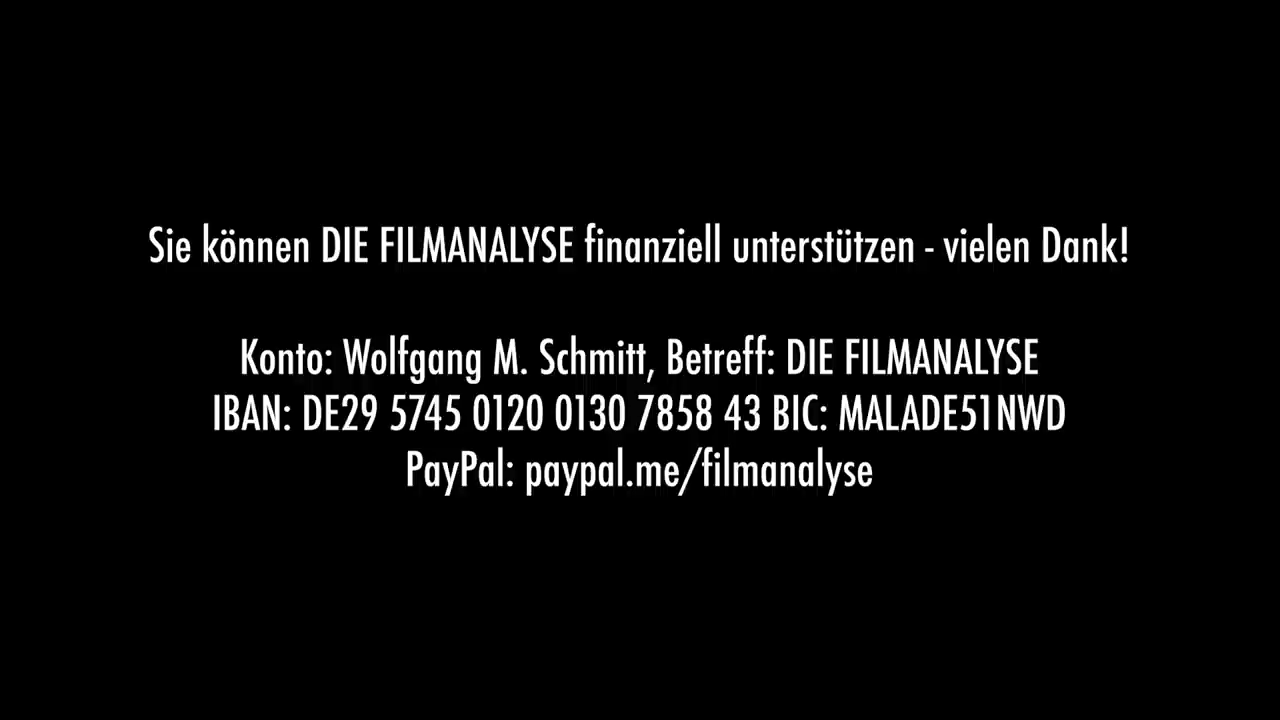 Sie können DIE FILMANALYSE finanziell unterstützen - vielen Dank!
Konto: Wolfgang M. Schmitt, Betreff: DIE FILMANALYSE
IBAN: DE29 5745 0120 0130 7858 43 BIC: MALADE51NWD
PayPal: paypal.me/filmanalyse